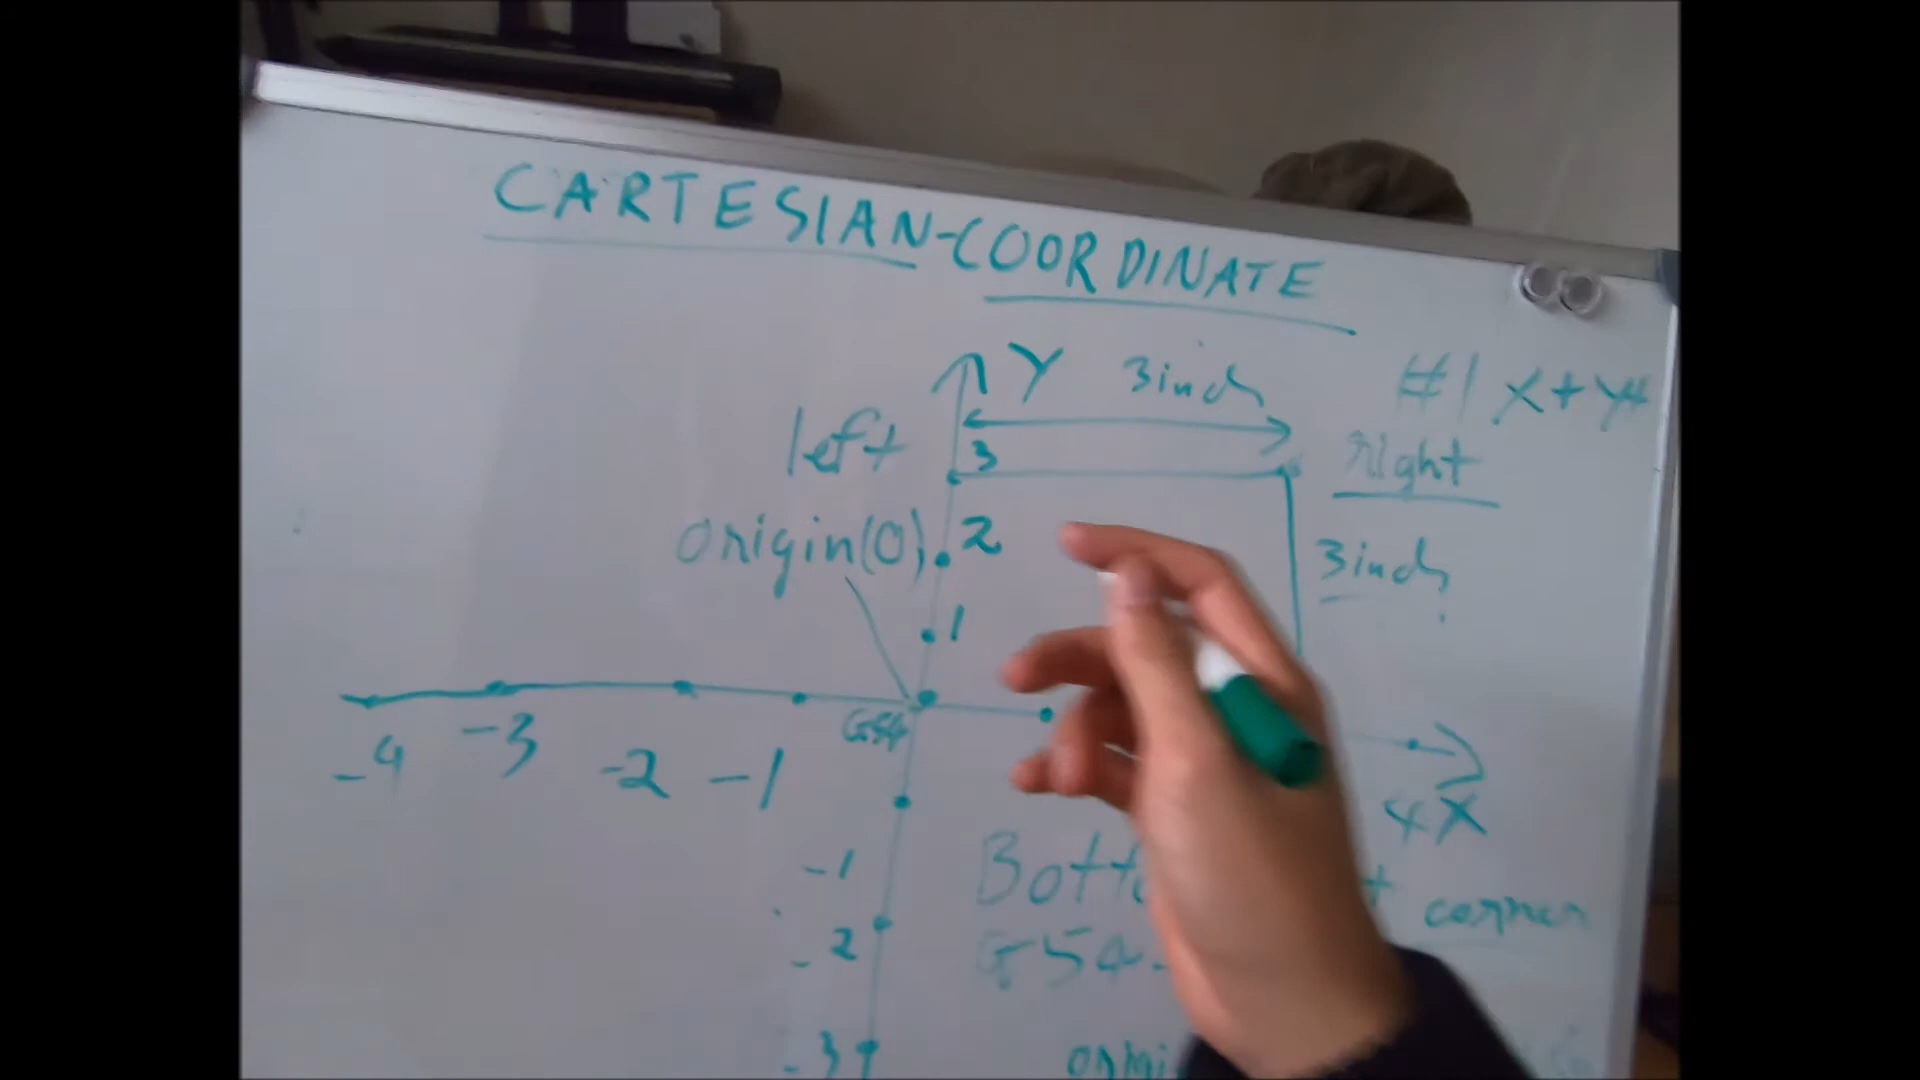 CARTESIAN-COORDINATE
Y 3inch
#1 X+Y+
left 3 right
origin(0) 2 3inch
1
G54
-4 -3 -2 -1
4X
-1
corner
-2 G54
-3